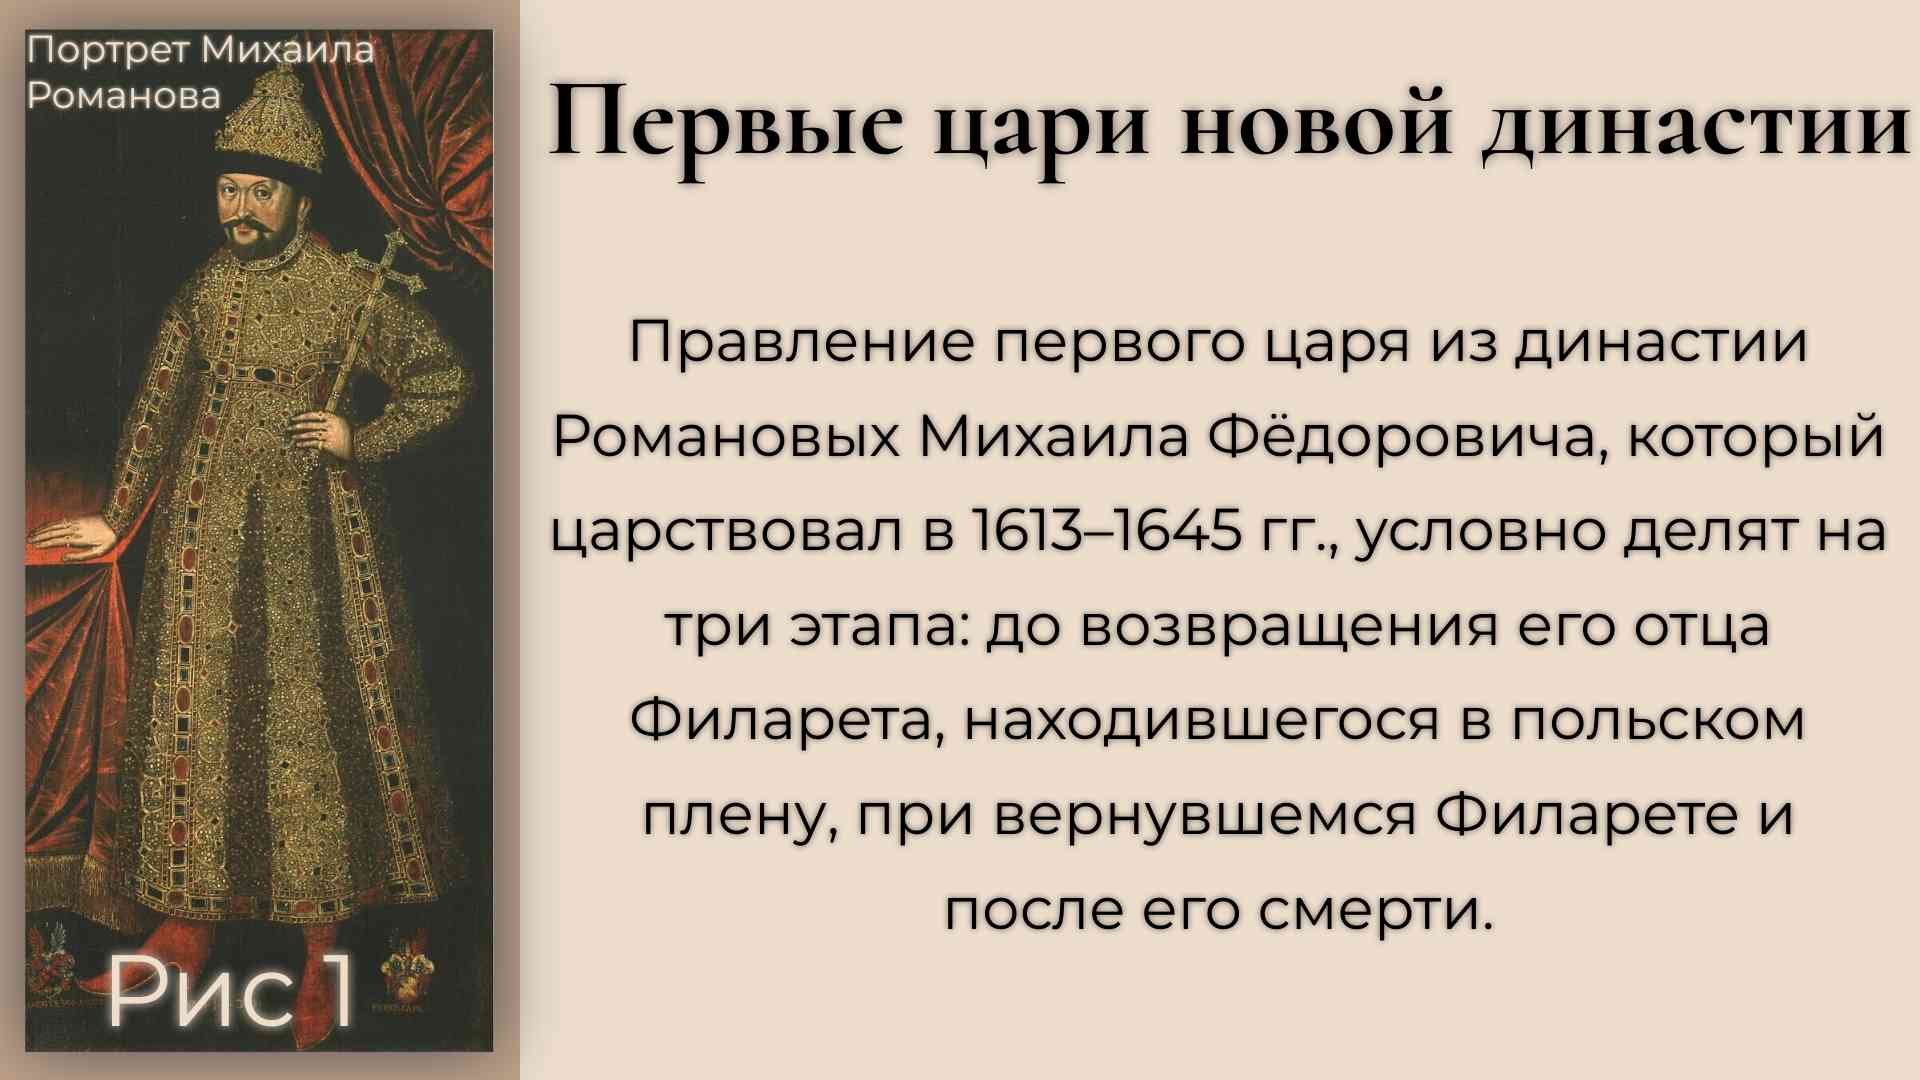 Портрет Михаила
Романова
Рис 1
Первые цари новой династии
Правление первого царя из династии
Романовых Михаила Фёдоровича, который
царствовал в 1613–1645 гг., условно делят на
три этапа: до возвращения его отца
Филарета, находившегося в польском
плену, при вернувшемся Филарете и
после его смерти.